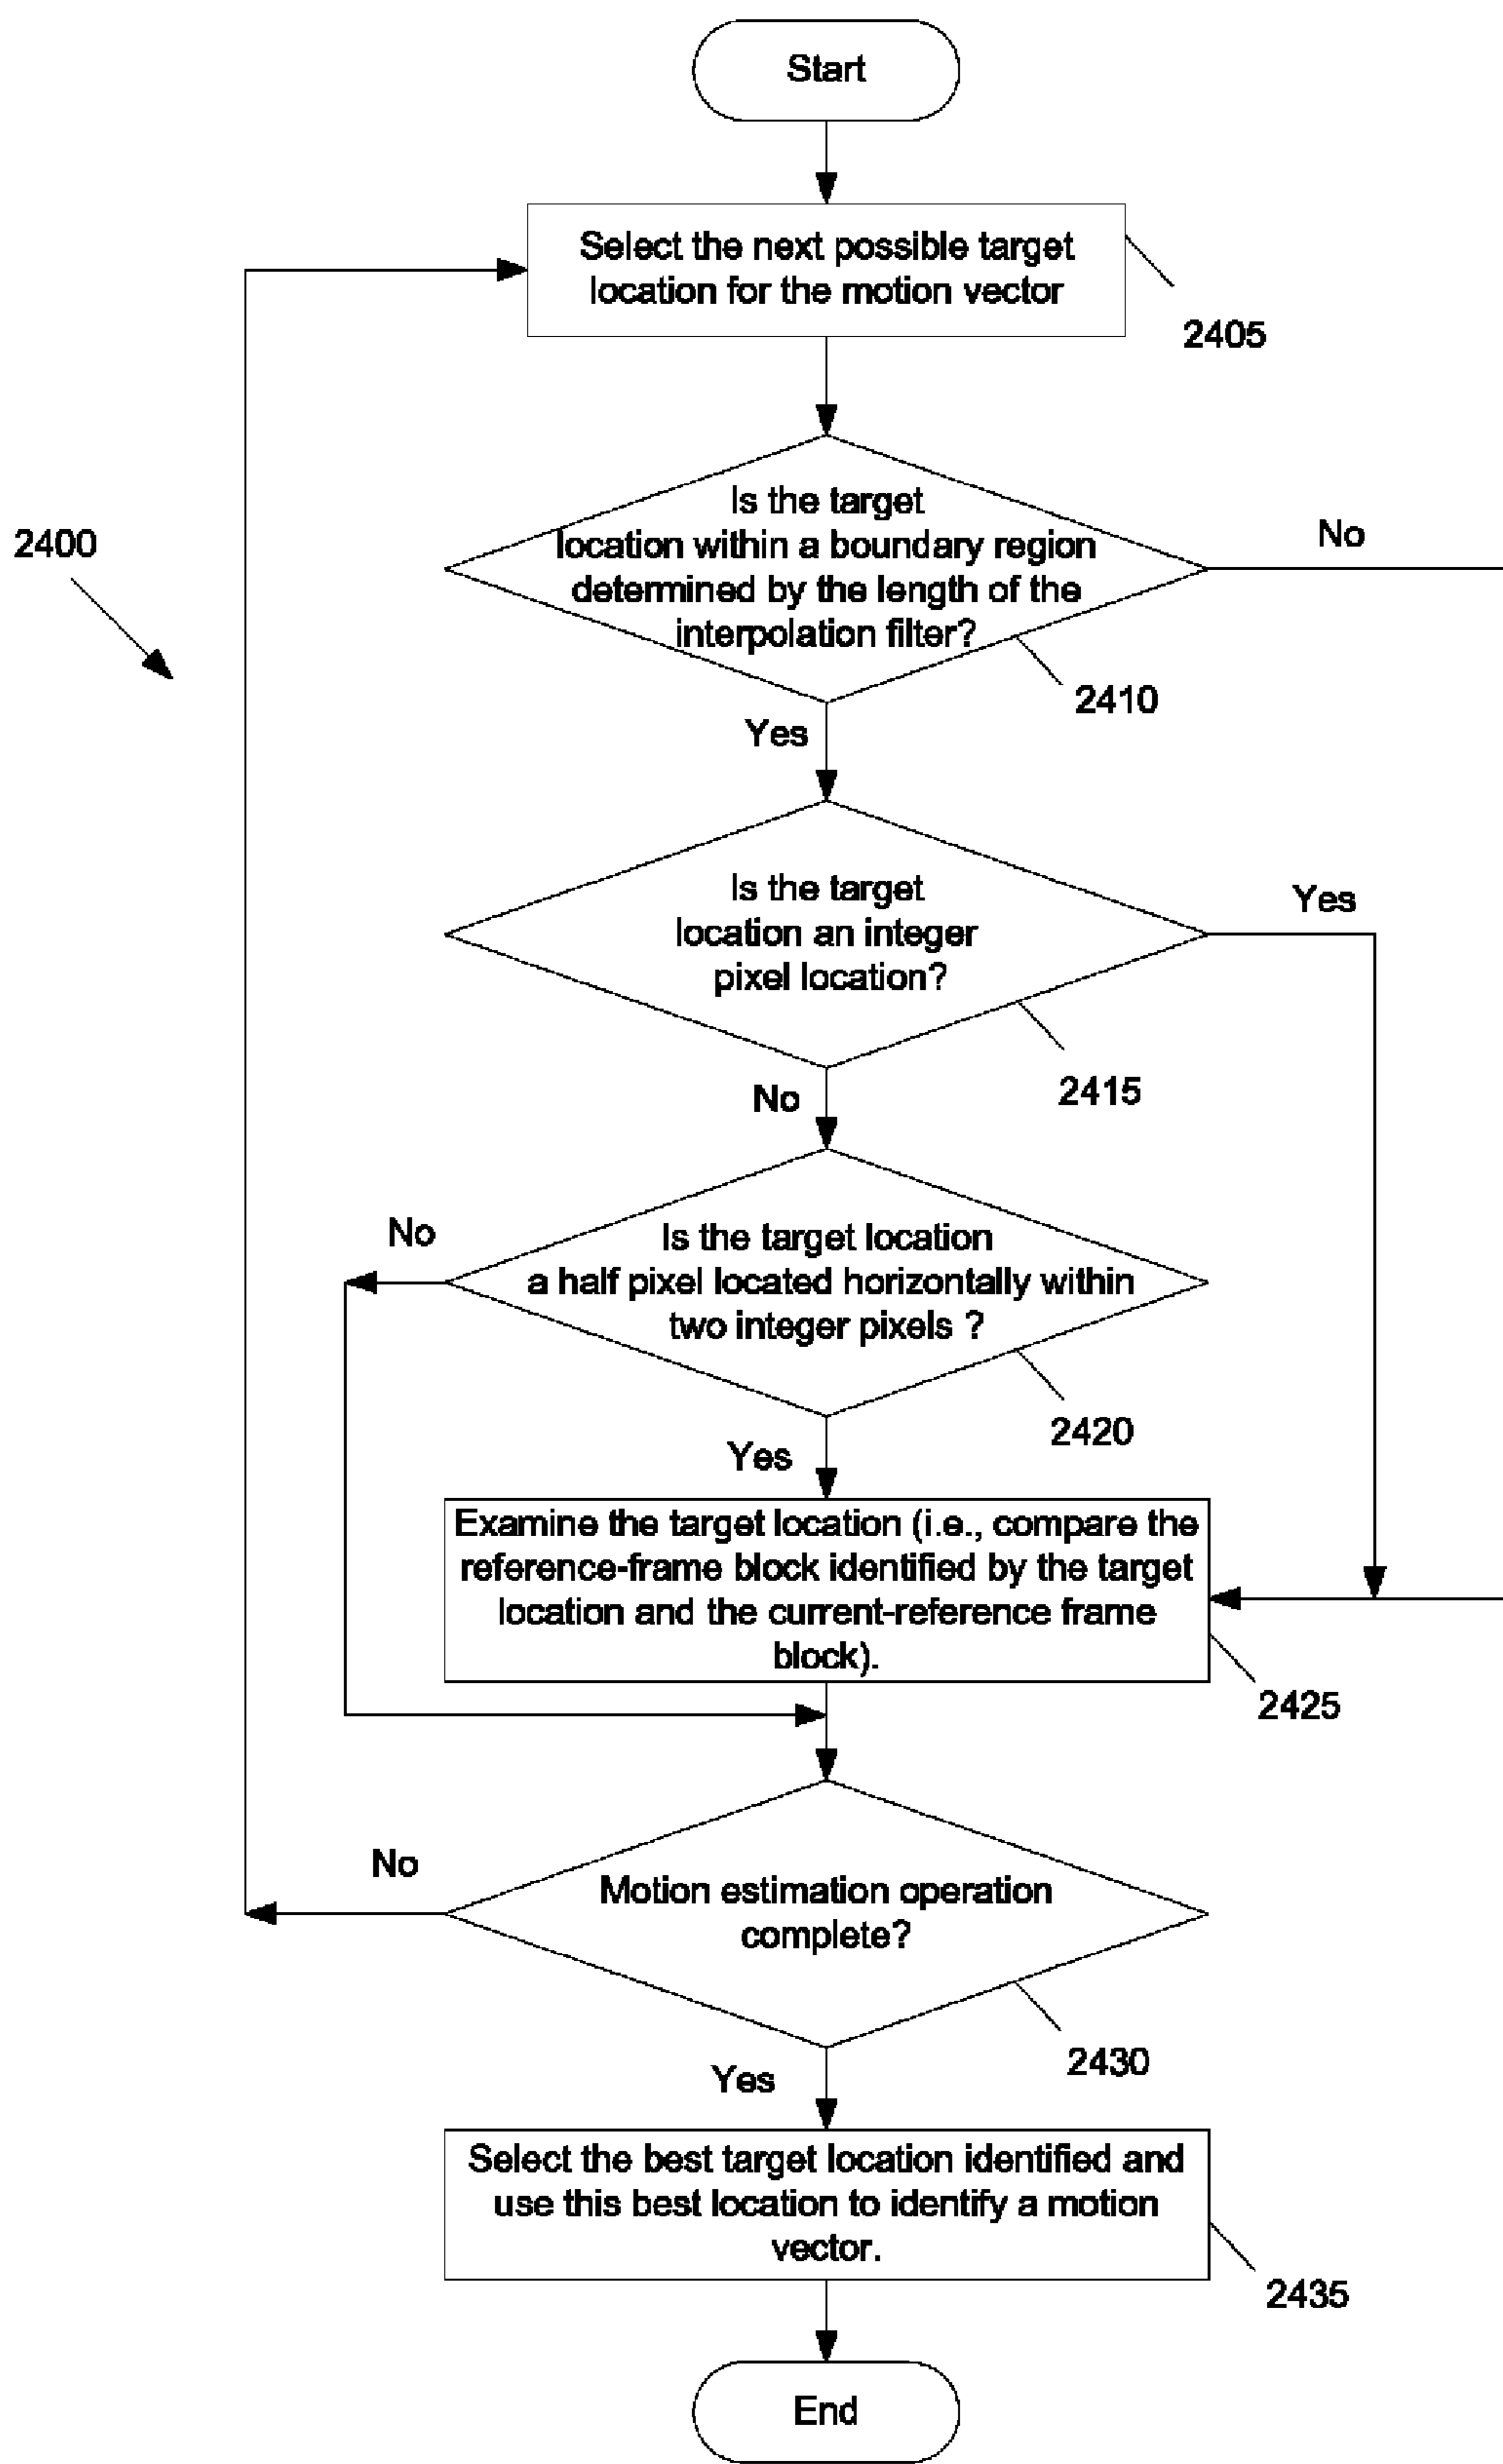 Start
Select the next possible target
location for the motion vector
2405
2400
Is the target
location within a boundary region
determined by the length of the
interpolation filter?
No
2410
Yes
Is the target
location an integer
pixel location?
Yes
2415
No
Is the target location
a half pixel located horizontally within
two integer pixels ?
No
2420
Yes
Examine the target location (i.e., compare the
reference-frame block identified by the target
location and the current-reference frame
block).
2425
Motion estimation operation
complete?
No
2430
Yes
Select the best target location identified and
use this best location to identify a motion
vector.
2435
End